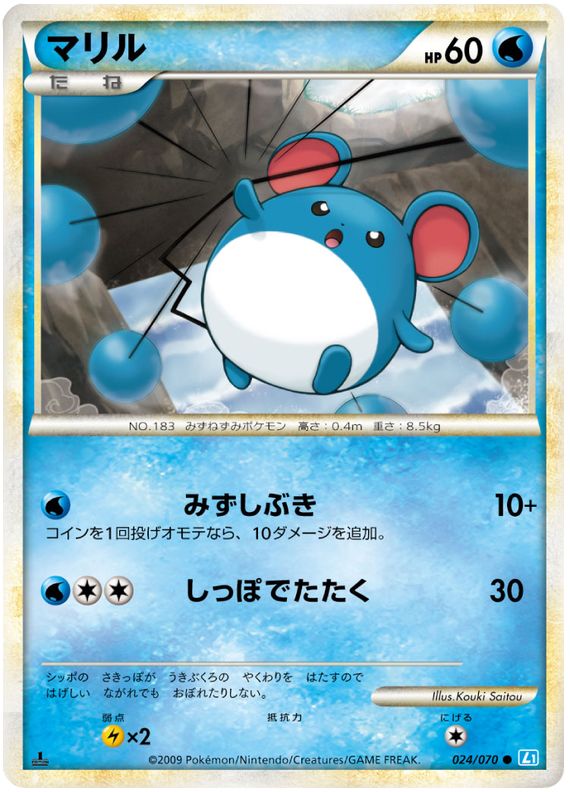 マリル
HP60
たね
NO.183 みずねずみポケモン 高さ:0.4m 重さ:8.5kg
みずしぶき 10+
コインを1回投げオモテなら、10ダメージを追加。
しっぽでたたく 30
シッポの さきっぽが うきぶくろの やくわりを はたすので
はげしい ながれでも おぼれたりしない。
Illus.Kouki Saitou
弱点 抵抗力 にげる
×2
1 024/070 L1
©2009 Pokémon/Nintendo/Creatures/GAME FREAK.